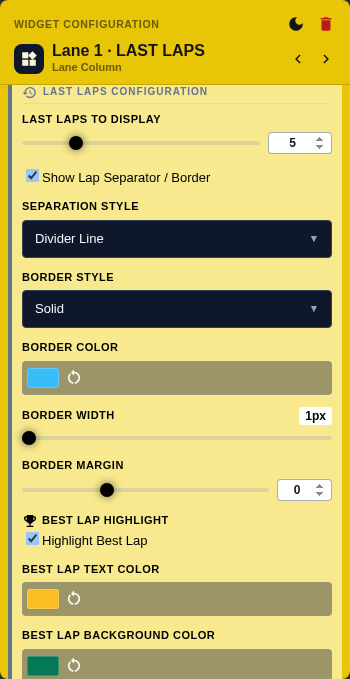 WIDGET CONFIGURATION
Lane 1 · LAST LAPS
Lane Column
LAST LAPS CONFIGURATION
LAST LAPS TO DISPLAY
5
Show Lap Separator / Border
SEPARATION STYLE
Divider Line
BORDER STYLE
Solid
BORDER COLOR
BORDER WIDTH
1px
BORDER MARGIN
0
BEST LAP HIGHLIGHT
Highlight Best Lap
BEST LAP TEXT COLOR
BEST LAP BACKGROUND COLOR